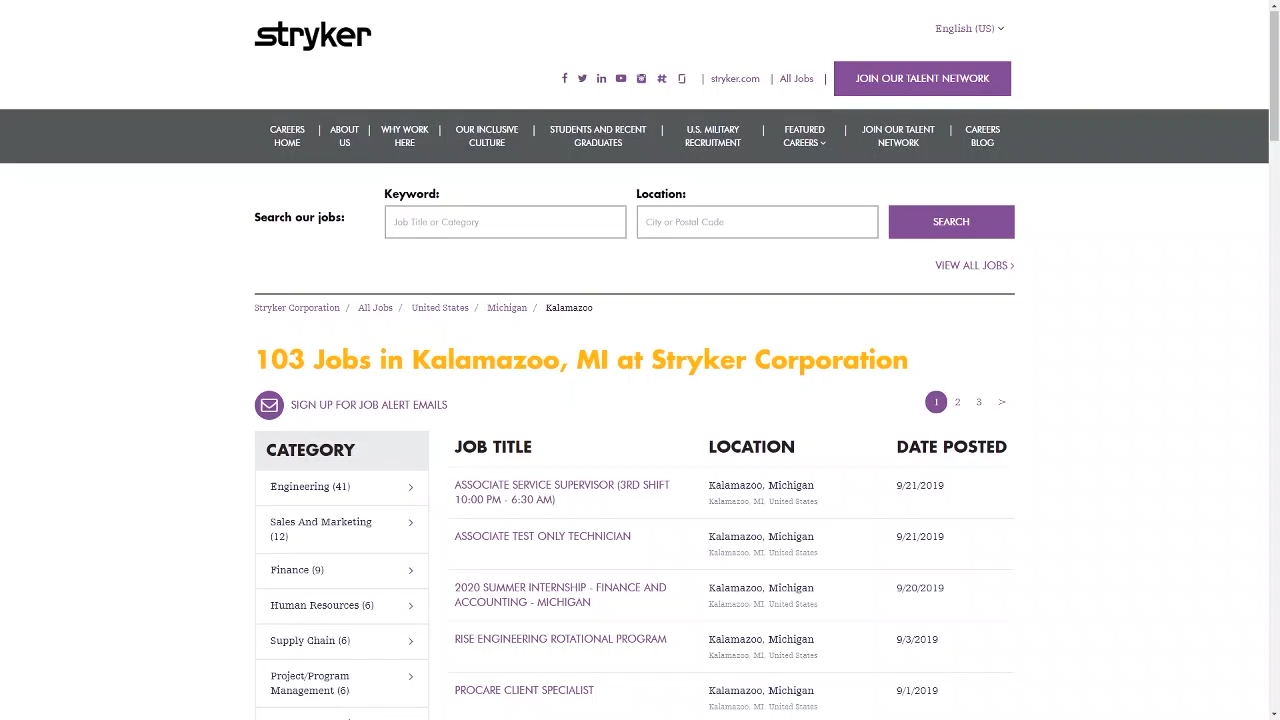 stryker
English (US)
| stryker.com | All Jobs | JOIN OUR TALENT NETWORK
CAREERS HOME | ABOUT US | WHY WORK HERE | OUR INCLUSIVE CULTURE | STUDENTS AND RECENT GRADUATES | U.S. MILITARY RECRUITMENT | FEATURED CAREERS | JOIN OUR TALENT NETWORK | CAREERS BLOG
Search our jobs:
Keyword:
Job Title or Category
Location:
City or Postal Code
SEARCH
VIEW ALL JOBS >
Stryker Corporation / All Jobs / United States / Michigan / Kalamazoo
103 Jobs in Kalamazoo, MI at Stryker Corporation
SIGN UP FOR JOB ALERT EMAILS
1 2 3 >
CATEGORY
Engineering (41)
Sales And Marketing
(12)
Finance (9)
Human Resources (6)
Supply Chain (6)
Project/Program
Management (6)
JOB TITLE LOCATION DATE POSTED
ASSOCIATE SERVICE SUPERVISOR (3RD SHIFT
10:00 PM - 6:30 AM)
Kalamazoo, Michigan
Kalamazoo, MI, United States
9/21/2019
ASSOCIATE TEST ONLY TECHNICIAN
Kalamazoo, Michigan
Kalamazoo, MI, United States
9/21/2019
2020 SUMMER INTERNSHIP - FINANCE AND
ACCOUNTING - MICHIGAN
Kalamazoo, Michigan
Kalamazoo, MI, United States
9/20/2019
RISE ENGINEERING ROTATIONAL PROGRAM
Kalamazoo, Michigan
Kalamazoo, MI, United States
9/3/2019
PROCARE CLIENT SPECIALIST
Kalamazoo, Michigan
Kalamazoo, MI, United States
9/1/2019